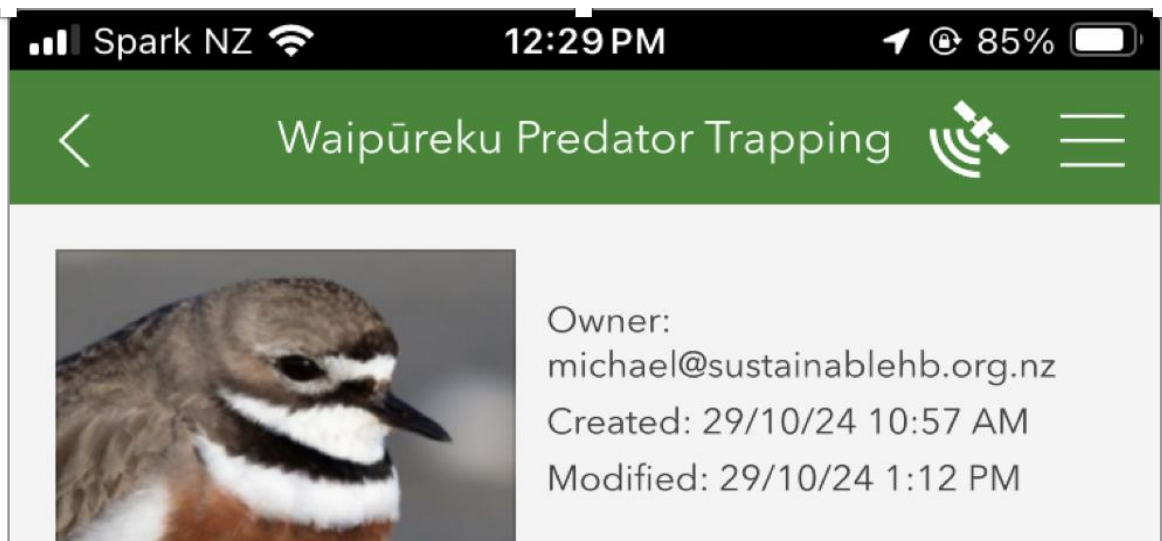 Spark NZ 12:29 PM 85%
Waipūreku Predator Trapping
Owner:
michael@sustainablehb.org.nz
Created: 29/10/24 10:57 AM
Modified: 29/10/24 1:12 PM